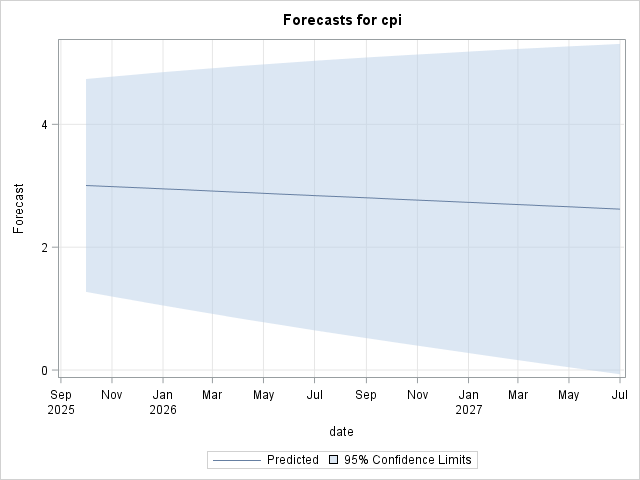 Forecasts for cpi
Forecast
4
2
0
Sep Nov Jan Mar May Jul Sep Nov Jan Mar May Jul
2025 2026 2027
date
Predicted 95% Confidence Limits